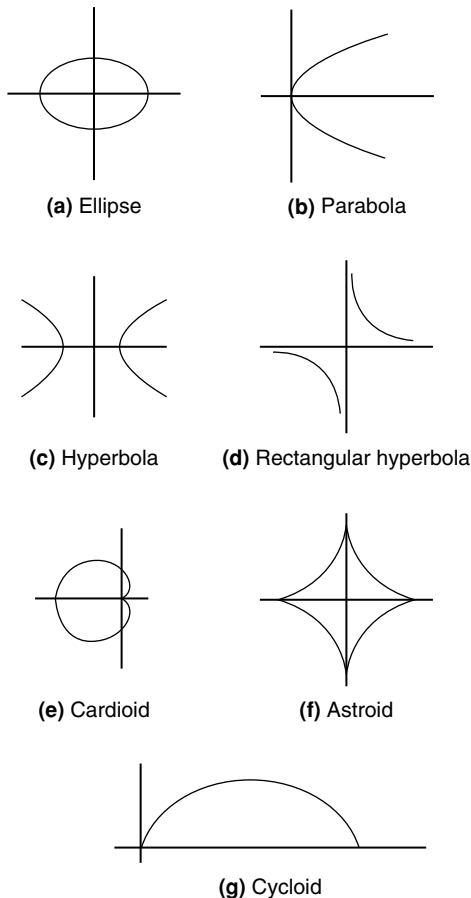 (a) Ellipse
(b) Parabola
(c) Hyperbola
(d) Rectangular hyperbola
(e) Cardioid
(f) Astroid
(g) Cycloid